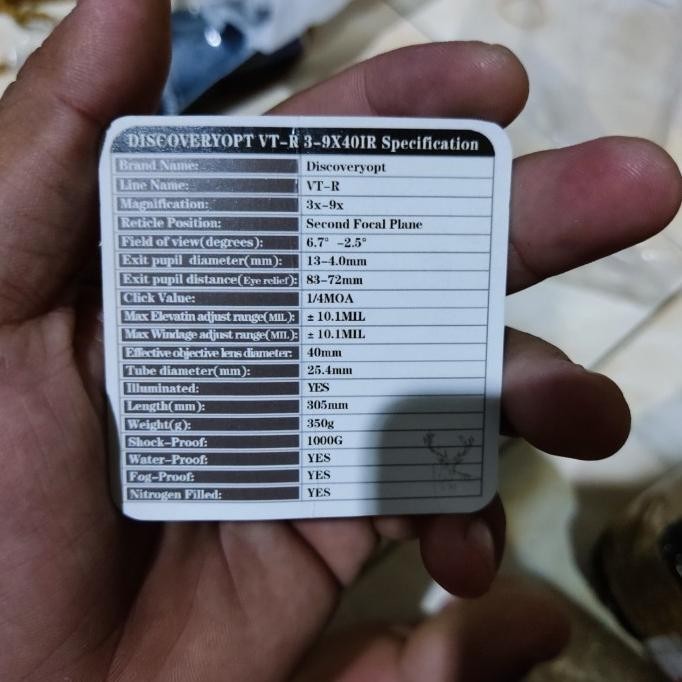 DISCOVERYOPT VT-R 3-9X40IR Specification
Brand Name: Discoveryopt
Line Name: VT-R
Magnification: 3x-9x
Reticle Position: Second Focal Plane
Field of view(degrees): 6.7° -2.5°
Exit pupil diameter(mm): 13-4.0mm
Exit pupil distance(Eye relief): 83-72mm
Click Value: 1/4MOA
Max Elevatin adjust range(MIL): ± 10.1MIL
Max Windage adjust range(MIL): ± 10.1MIL
Effective objective lens diameter: 40mm
Tube diameter(mm): 25.4mm
Illuminated: YES
Length(mm): 305mm
Weight(g): 350g
Shock-Proof: 1000G
Water-Proof: YES
Fog-Proof: YES
Nitrogen Filled: YES